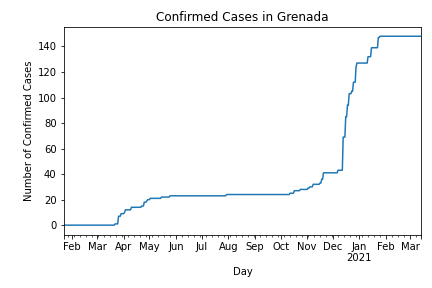 Confirmed Cases in Grenada
Number of Confirmed Cases
140
120
100
80
60
40
20
0
Feb Mar Apr May Jun Jul Aug Sep Oct Nov Dec Jan Feb Mar
2021
Day